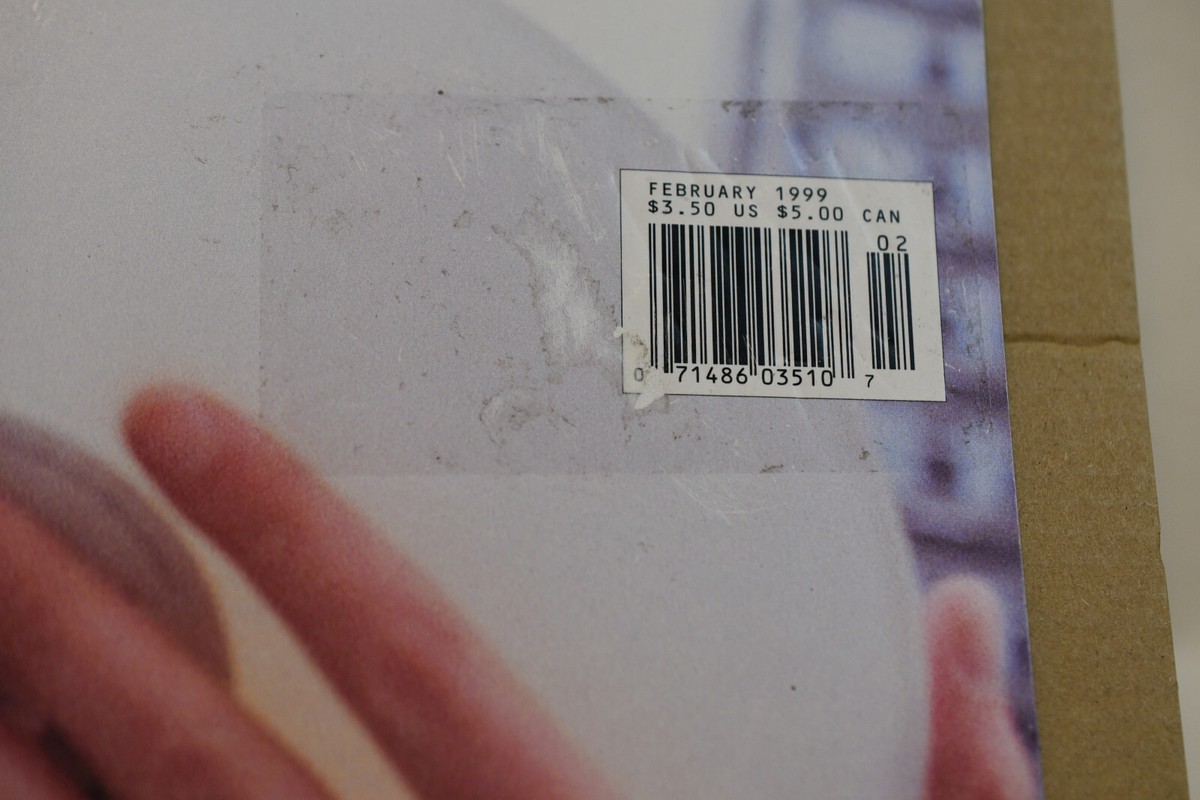 FEBRUARY 1999
$3.50 US $5.00 CAN
02
0 71486 03510 7